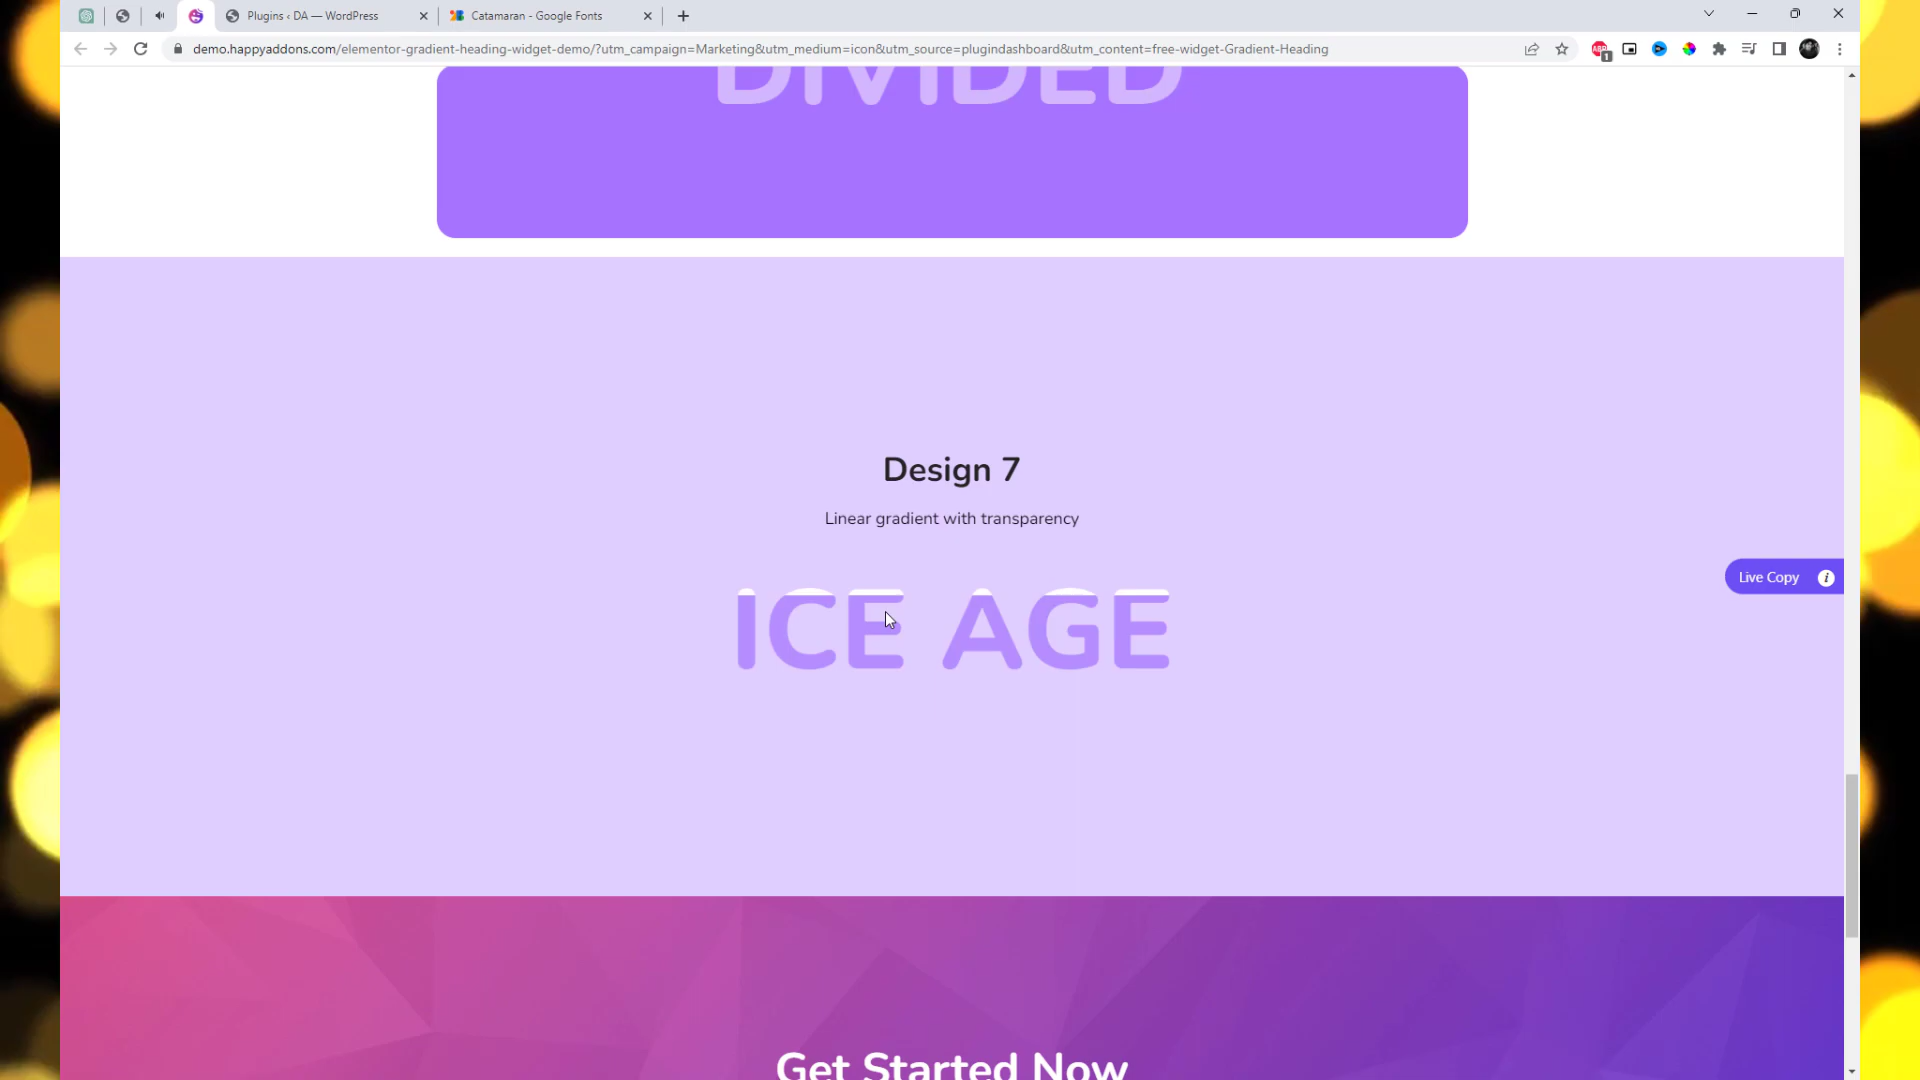 Plugins ‹ DA — WordPress
Catamaran - Google Fonts
demo.happyaddons.com/elementor-gradient-heading-widget-demo/?utm_campaign=Marketing&utm_medium=icon&utm_source=plugindashboard&utm_content=free-widget-Gradient-Heading
ABP
1
DIVIDED
Design 7
Linear gradient with transparency
Live Copy i
ICE AGE
Get Started Now